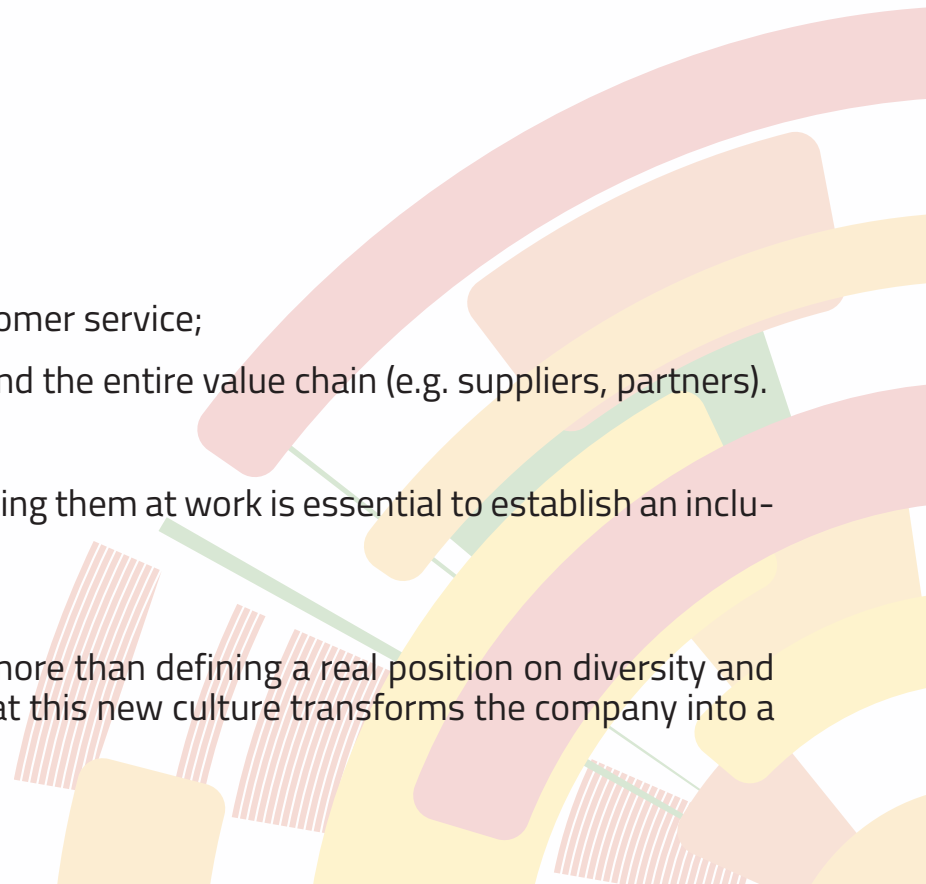 omer service;
nd the entire value chain (e.g. suppliers, partners).
ing them at work is essential to establish an inclu-
more than defining a real position on diversity and
at this new culture transforms the company into a